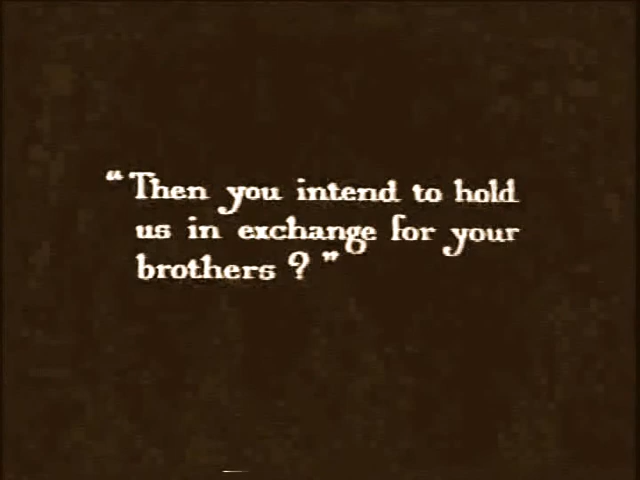 “Then you intend to hold
us in exchange for your
brothers ?”